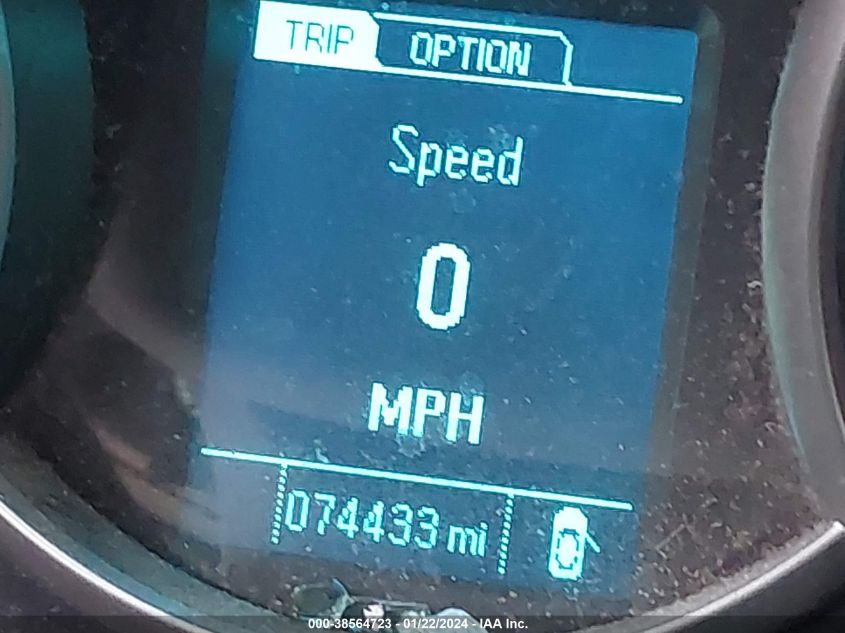 TRIP OPTION
Speed
0
MPH
074433 mi
000-38564723 - 01/22/2024 - IAA Inc.